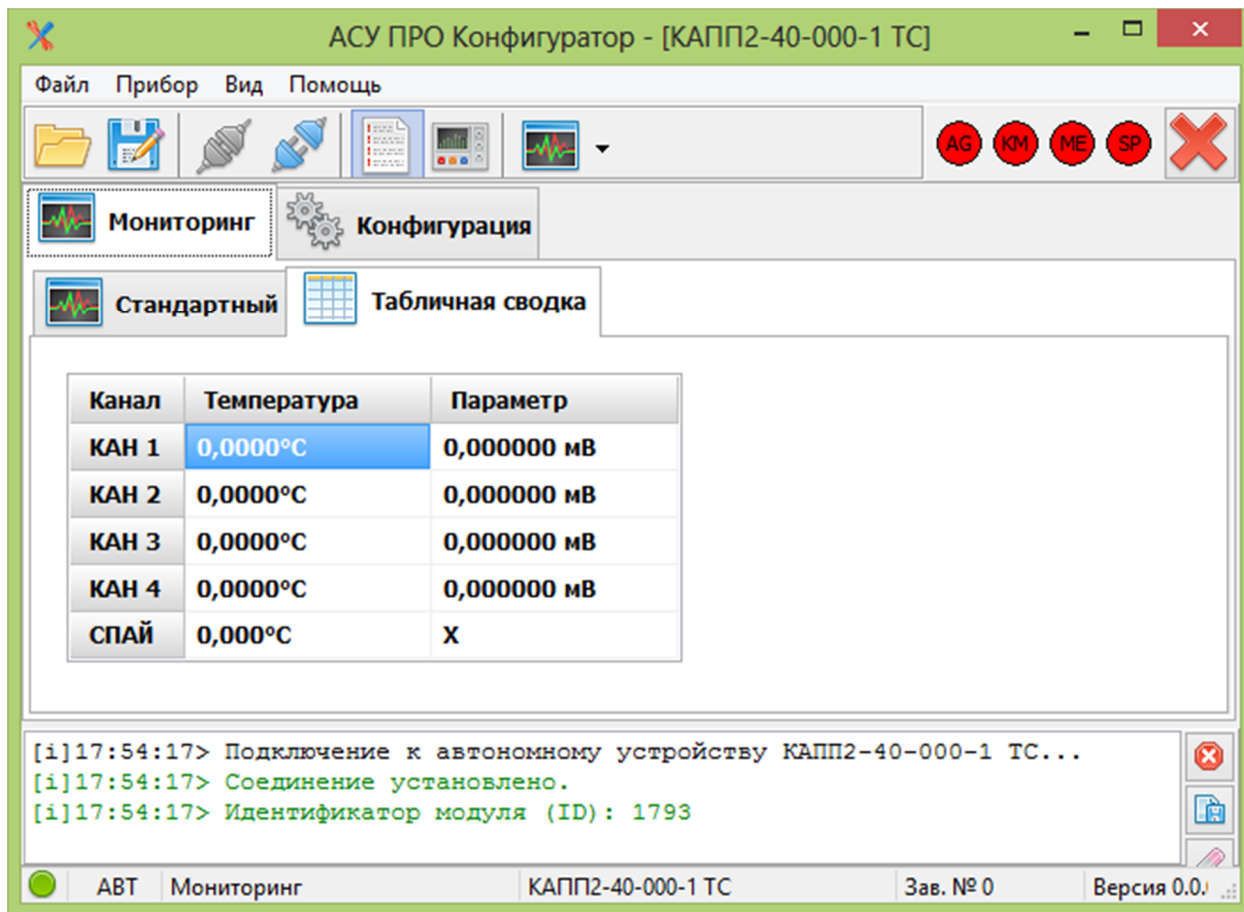 АСУ ПРО Конфигуратор - [КАПП2-40-000-1 ТС]
Файл Прибор Вид Помощь
AG KM ME SP
Мониторинг Конфигурация
Стандартный Табличная сводка
Канал Температура Параметр
КАН 1 0,0000°C 0,000000 мВ
КАН 2 0,0000°C 0,000000 мВ
КАН 3 0,0000°C 0,000000 мВ
КАН 4 0,0000°C 0,000000 мВ
СПАЙ 0,000°C X
[i]17:54:17> Подключение к автономному устройству КАПП2-40-000-1 ТС...
[i]17:54:17> Соединение установлено.
[i]17:54:17> Идентификатор модуля (ID): 1793
АВТ Мониторинг КАПП2-40-000-1 ТС Зав. № 0 Версия 0.0.